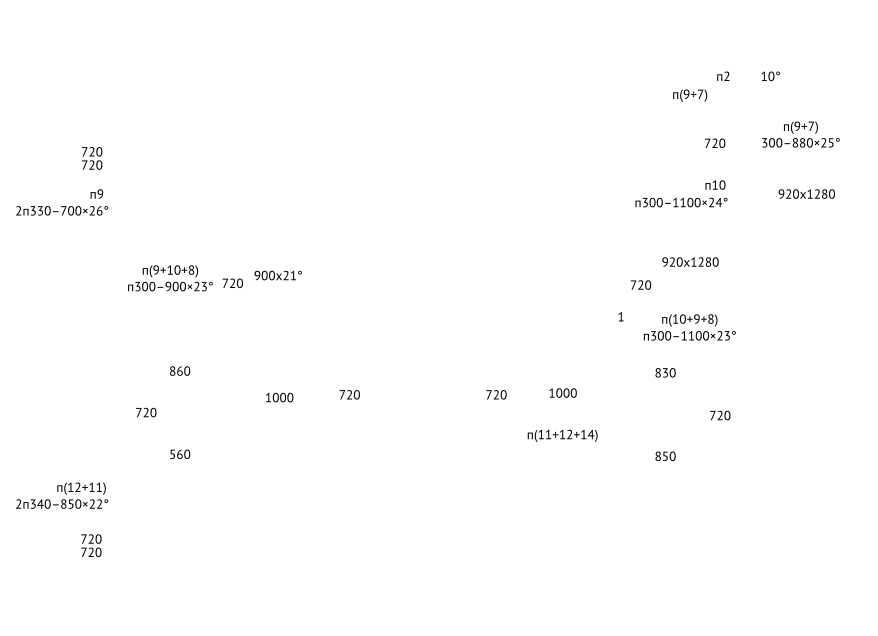 п2 10°
п(9+7)
п(9+7)
720 300–880×25°
720
720
п10
п9
920x1280
п300–1100×24°
2п330–700×26°
920x1280
п(9+10+8)
900x21°
720
п300–900×23°
720
1
п(10+9+8)
п300–1100×23°
860
830
1000
720
720
1000
720
720
п(11+12+14)
560
850
п(12+11)
2п340–850×22°
720
720